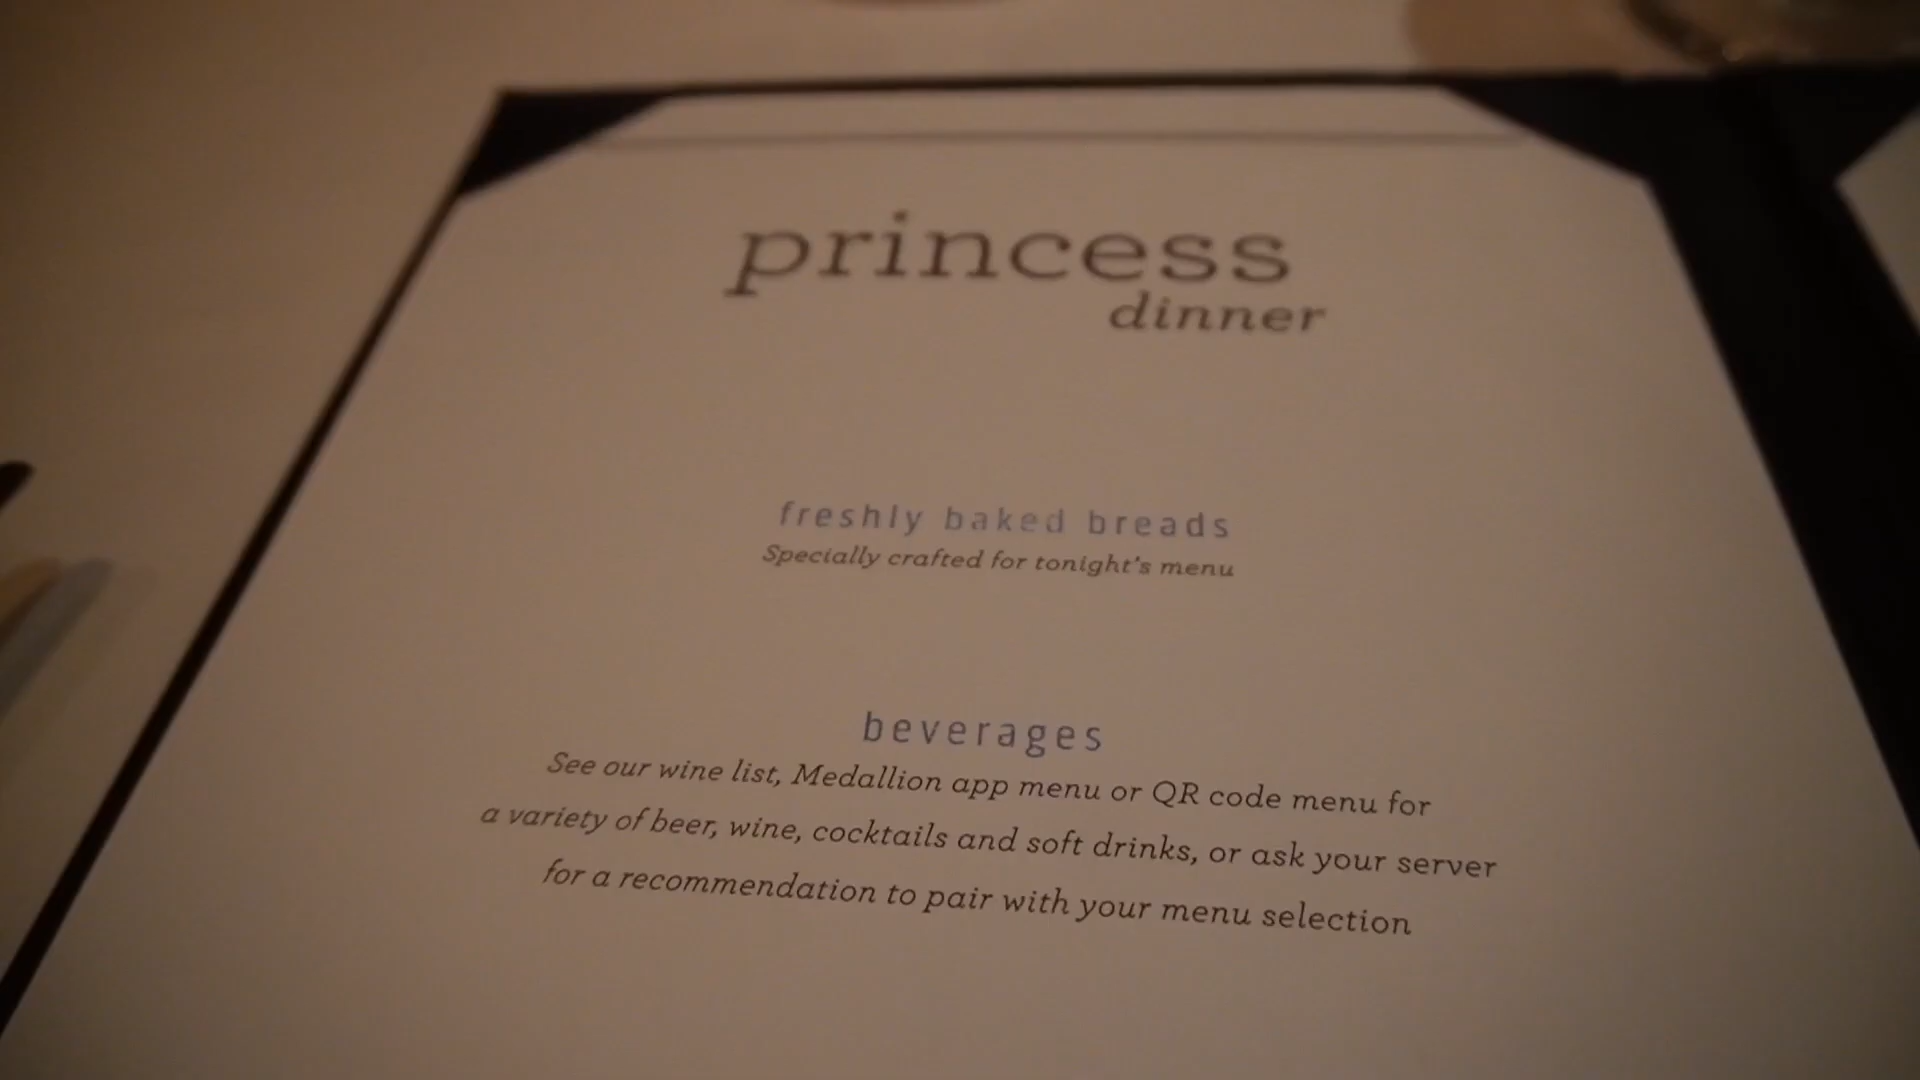 princess
dinner
freshly baked breads
Specially crafted for tonight's menu
beverages
See our wine list, Medallion app menu or QR code menu for
a variety of beer, wine, cocktails and soft drinks, or ask your server
for a recommendation to pair with your menu selection